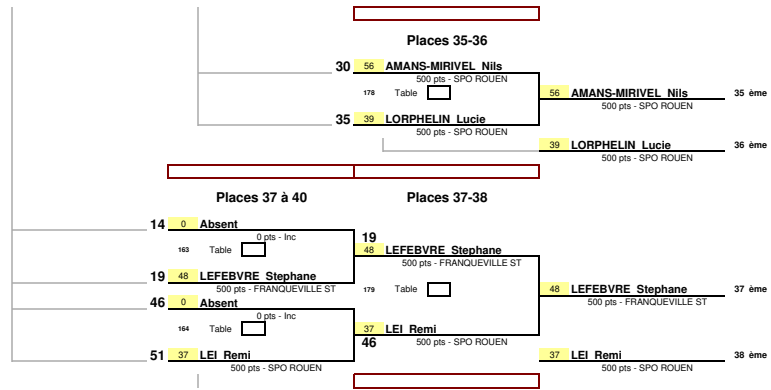 Places 35-36
30 56 AMANS-MIRIVEL Nils
500 pts - SPO ROUEN
178 Table
56 AMANS-MIRIVEL Nils 35 ème
500 pts - SPO ROUEN
35 39 LORPHELIN Lucie
500 pts - SPO ROUEN
39 LORPHELIN Lucie 36 ème
500 pts - SPO ROUEN
Places 37 à 40 Places 37-38
14 0 Absent
0 pts - Inc
19
163 Table
48 LEFEBVRE Stephane
500 pts - FRANQUEVILLE ST
19 48 LEFEBVRE Stephane
500 pts - FRANQUEVILLE ST
179 Table
48 LEFEBVRE Stephane 37 ème
500 pts - FRANQUEVILLE ST
46 0 Absent
0 pts - Inc
164 Table
37 LEI Remi
46 500 pts - SPO ROUEN
51 37 LEI Remi
500 pts - SPO ROUEN
37 LEI Remi 38 ème
500 pts - SPO ROUEN